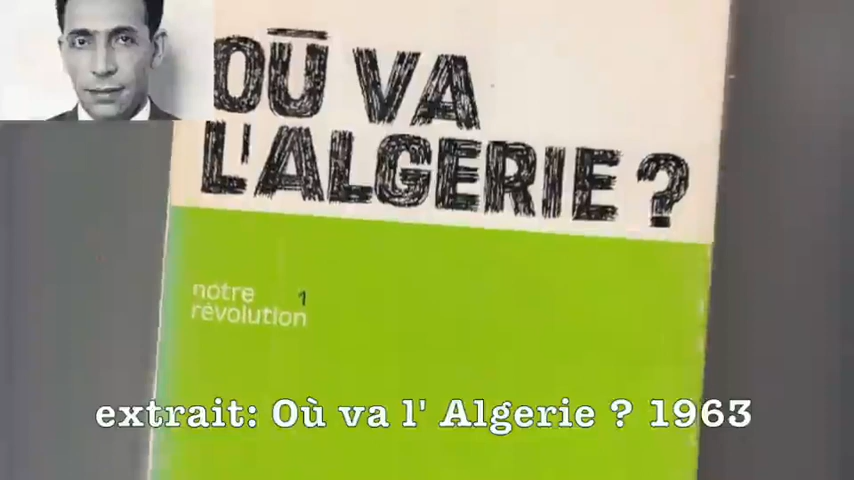 OÙ VA
L'ALGERIE ?
notre 1
révolution
extrait: Où va l' Algerie ? 1963